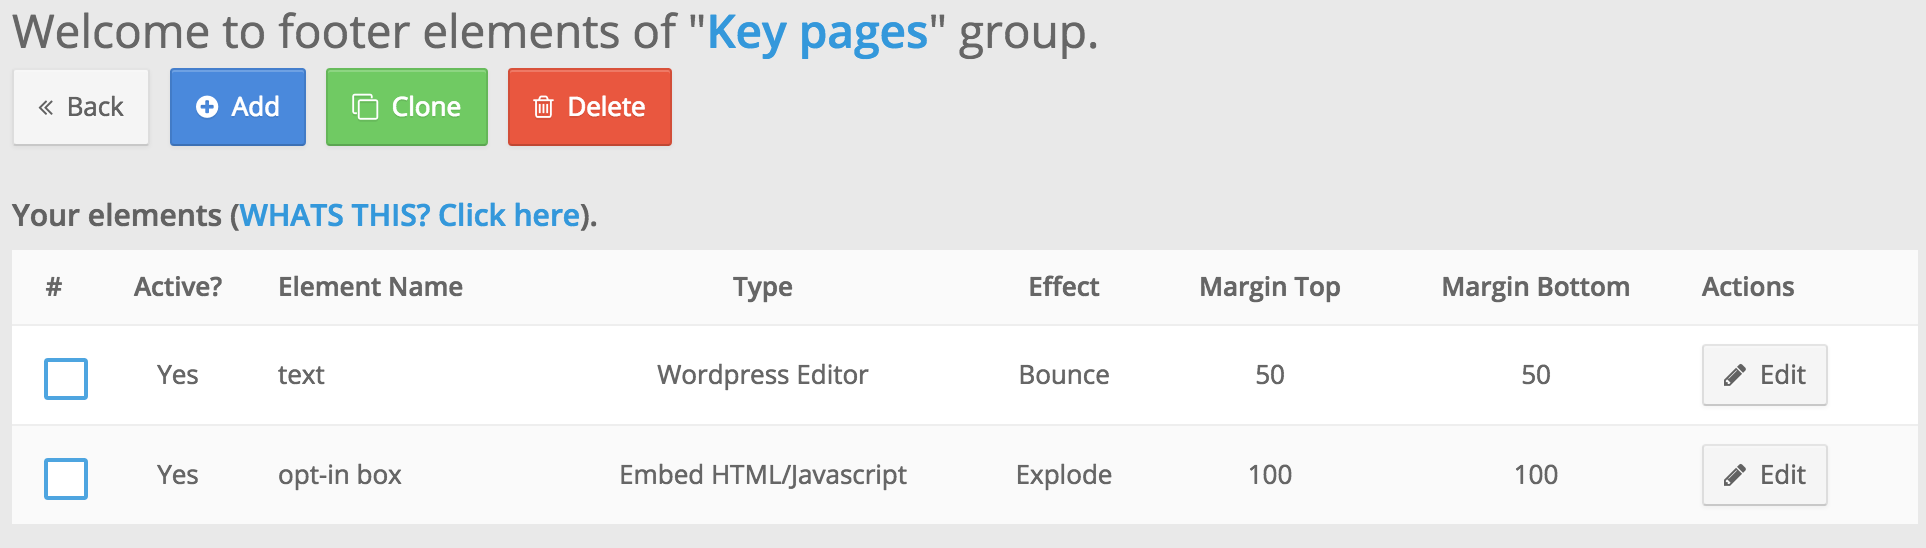 Welcome to footer elements of "Key pages" group.
Back Add Clone Delete
Your elements (WHATS THIS? Click here).
# Active? Element Name Type Effect Margin Top Margin Bottom Actions
Yes text Wordpress Editor Bounce 50 50 Edit
Yes opt-in box Embed HTML/Javascript Explode 100 100 Edit